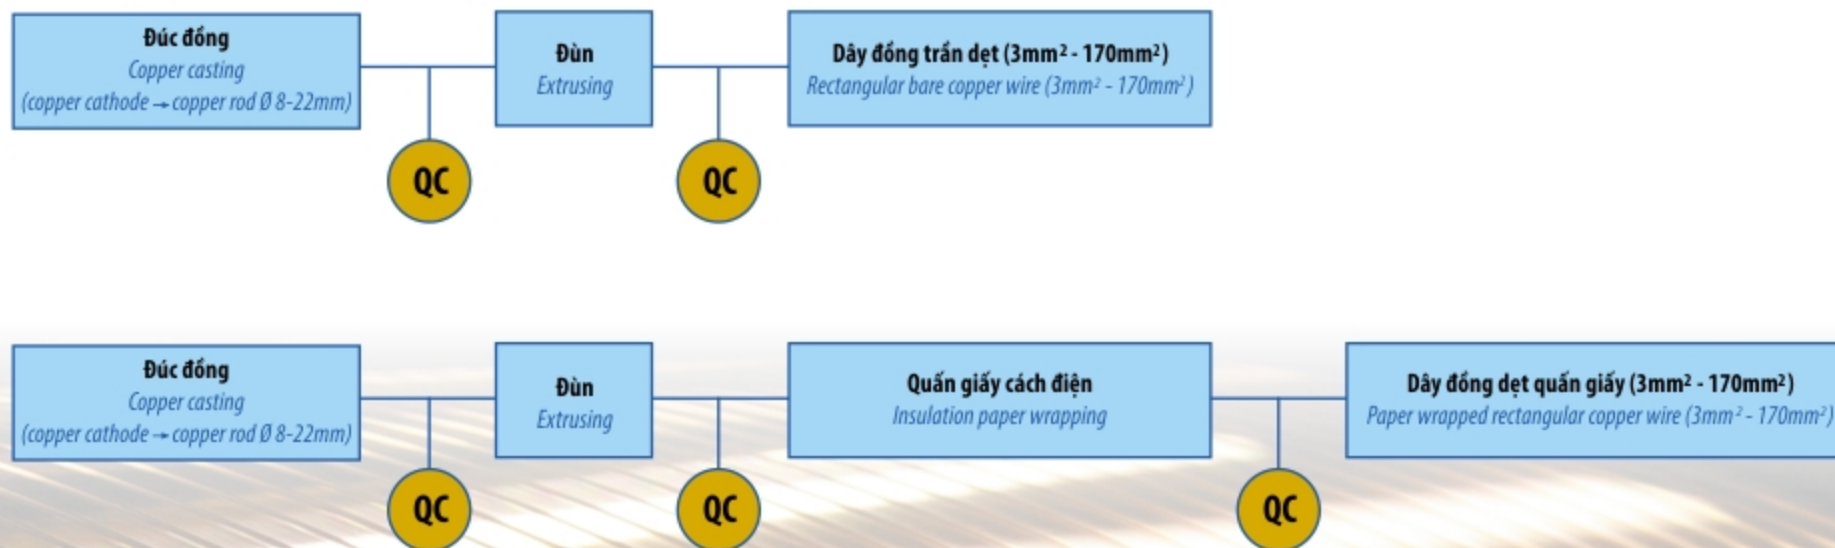 Đúc đồng
Copper casting
(copper cathode → copper rod Ø 8-22mm)
Đùn
Extrusing
Dây đồng trần dẹt (3mm² - 170mm²)
Rectangular bare copper wire (3mm² - 170mm²)
QC
QC
Đúc đồng
Copper casting
(copper cathode → copper rod Ø 8-22mm)
Đùn
Extrusing
Quấn giấy cách điện
Insulation paper wrapping
Dây đồng dẹt quấn giấy (3mm² - 170mm²)
Paper wrapped rectangular copper wire (3mm² - 170mm²)
QC
QC
QC